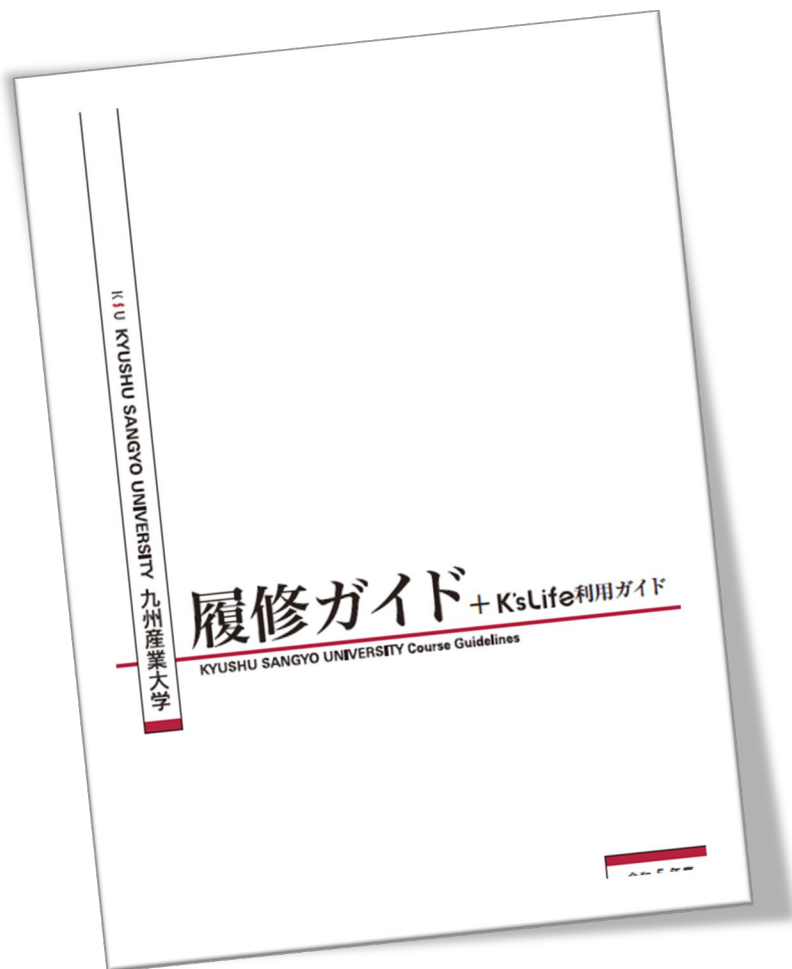 KSU KYUSHU SANGYO UNIVERSITY 九州産業大学
履修ガイド + K'sLife利用ガイド
KYUSHU SANGYO UNIVERSITY Course Guidelines